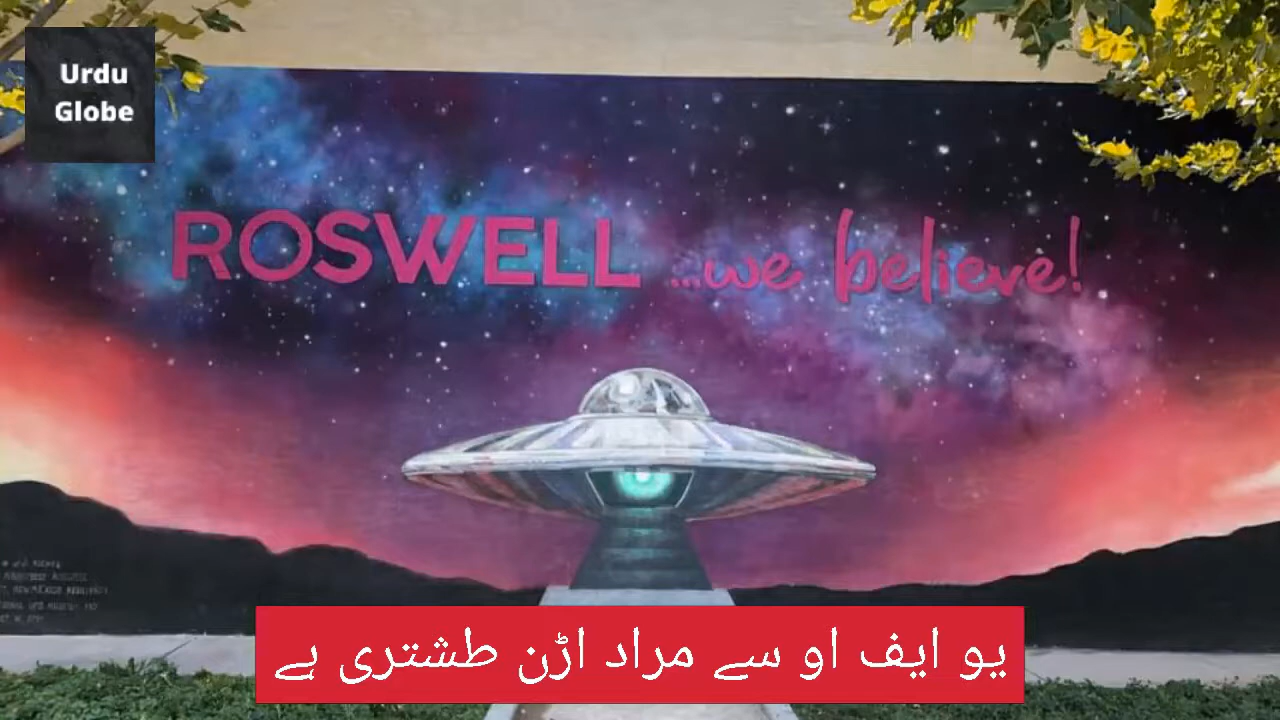 Urdu
Globe
ROSWELL ...we believe!
یو ایف او سے مراد اڑن طشتری ہے